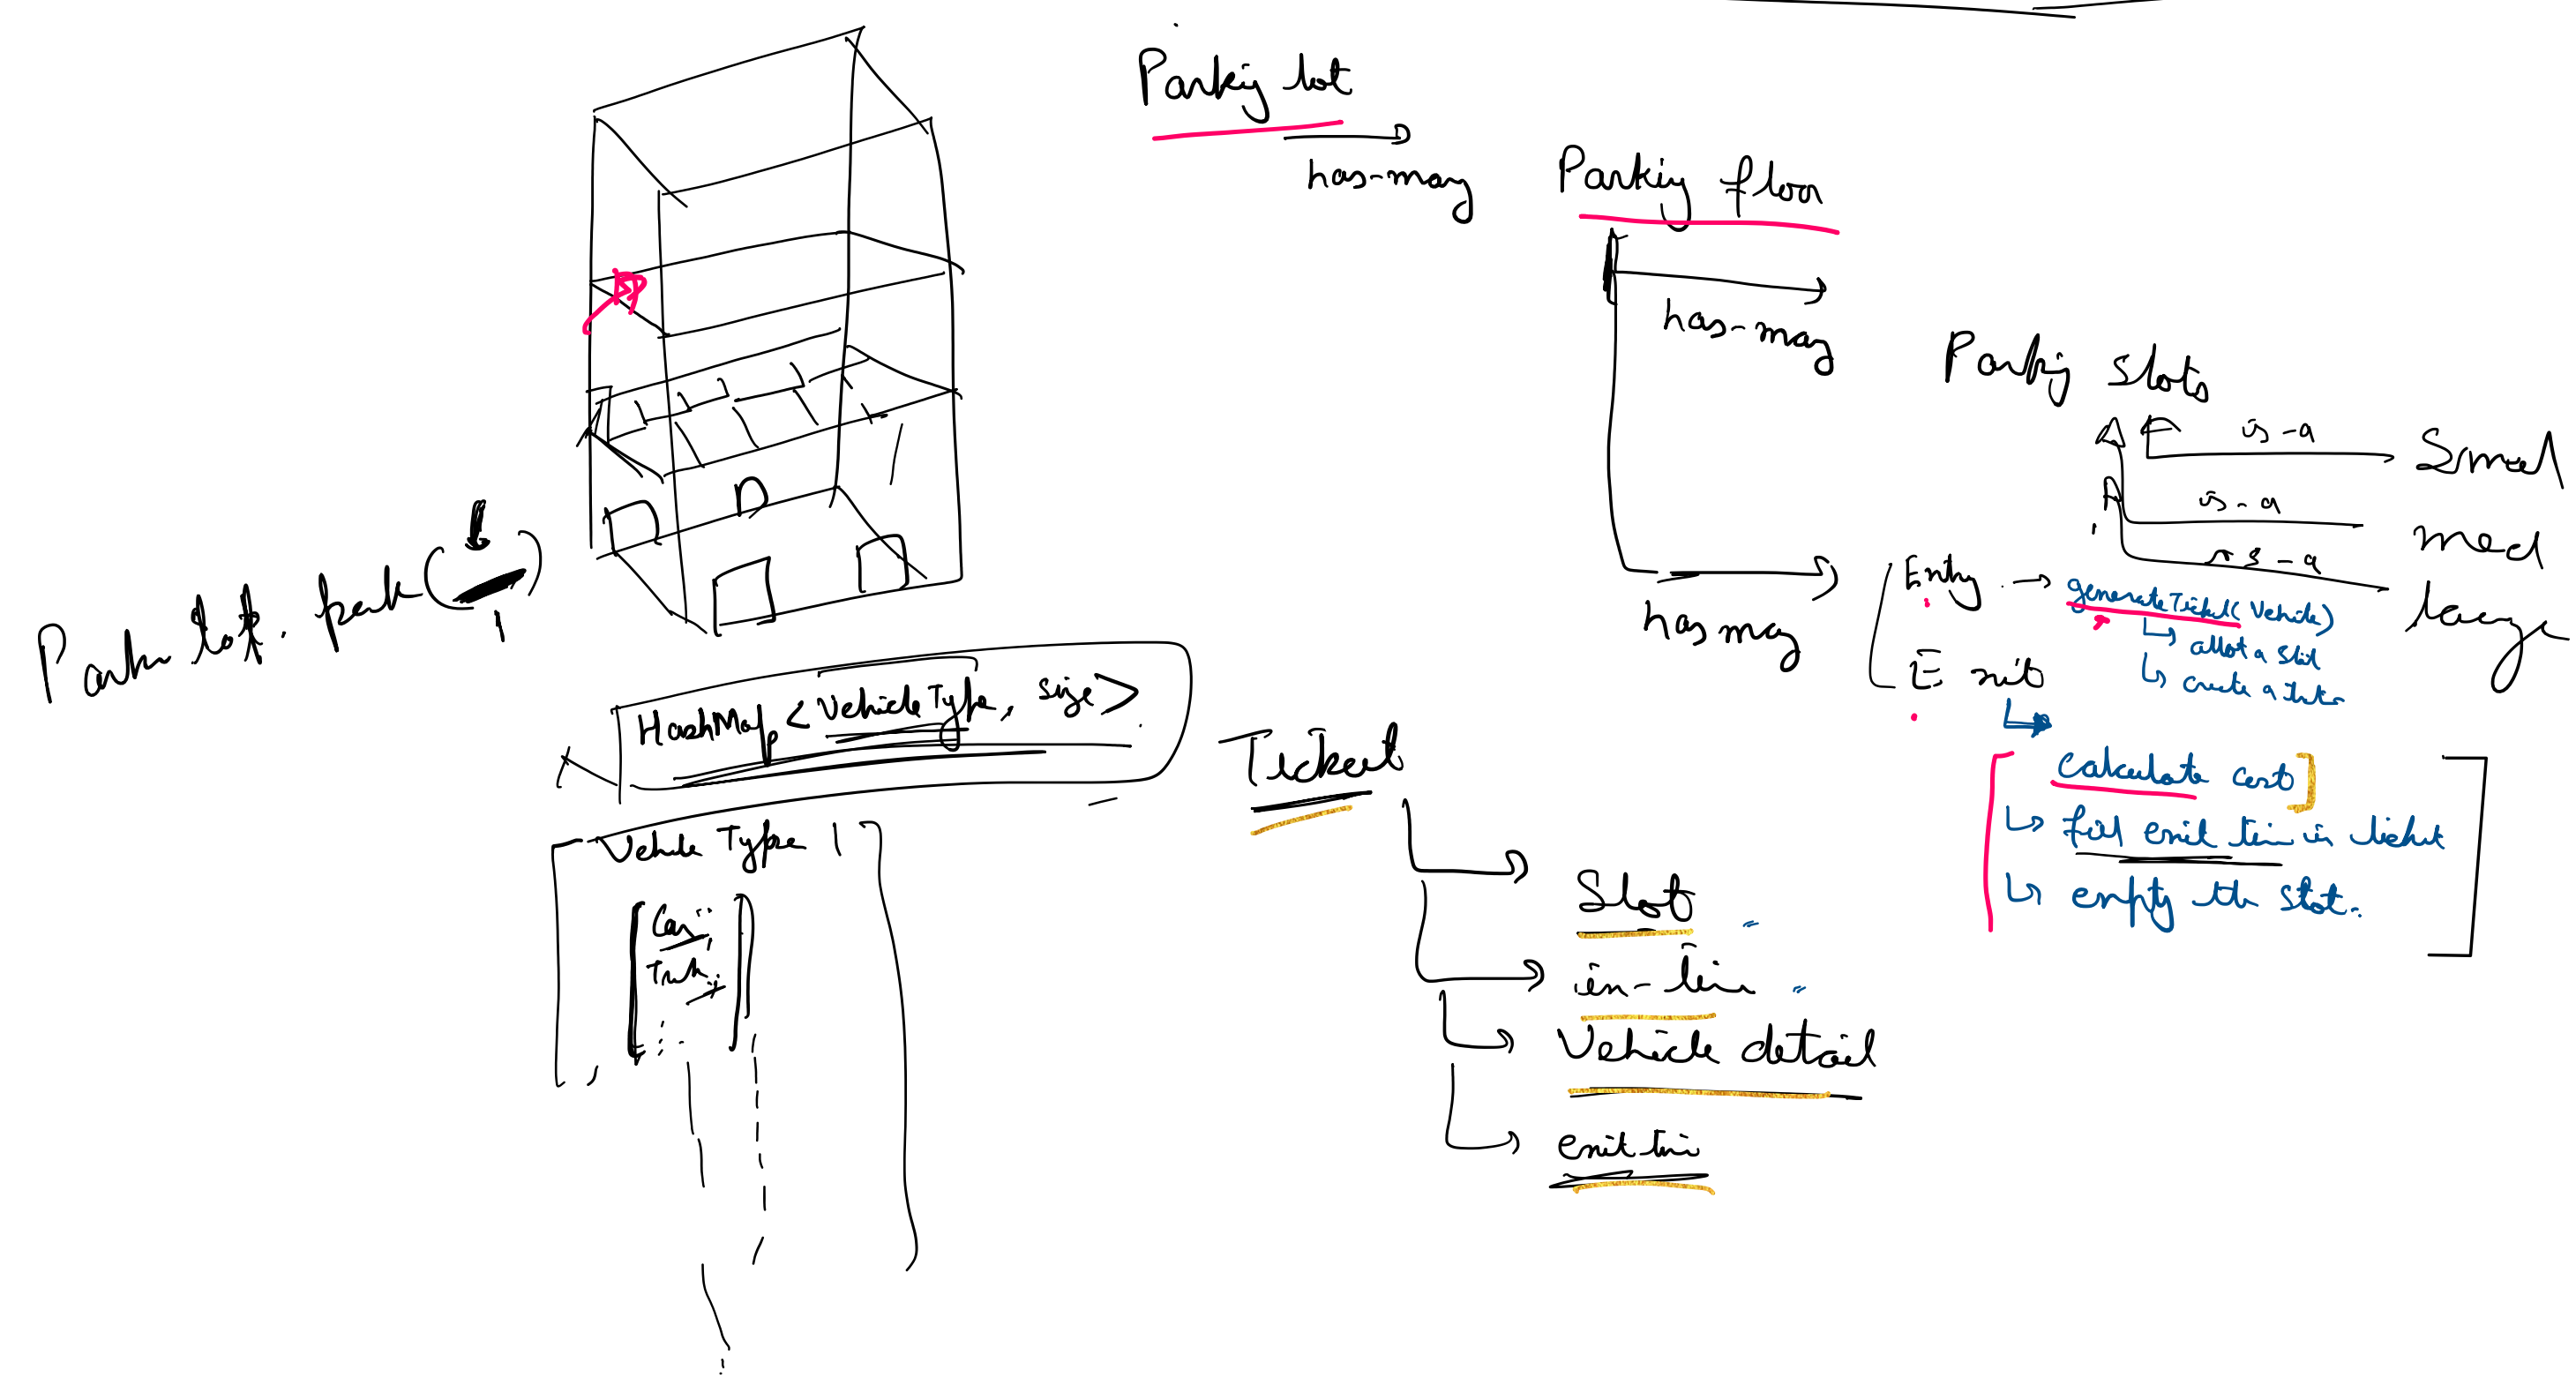 Parking lot
has-many
Parking floor
has-many
Parking slots
is-a
Small
is-a
med
is-a
large
has many
Entry
generateTicket(Vehicle)
allot a slot
create a ticket
Exit
Calculate cost
fill exit time in ticket
empty the slot.
Parking lot. park( )
HashMap < VehicleType, size >
Vehicle Type
Car;
Truck;
Ticket
Slot
in-time
Vehicle detail
exit time